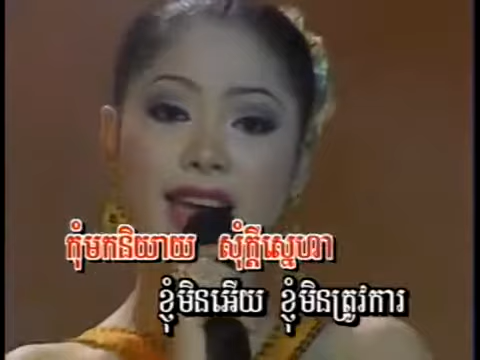 កុំមកនិយាយ សុំក្ដីស្នេហា
ខ្ញុំមិនអើយ ខ្ញុំមិនត្រូវការ